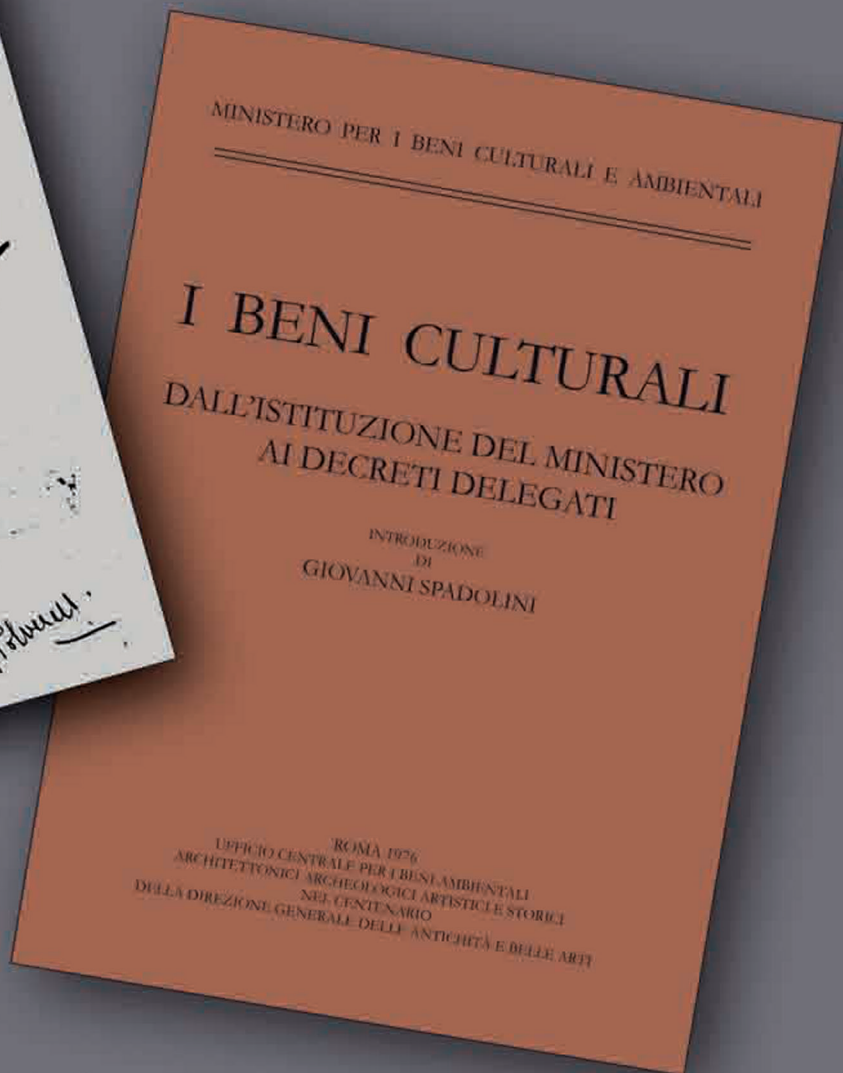 MINISTERO PER I BENI CULTURALI E AMBIENTALI
I BENI CULTURALI
DALL'ISTITUZIONE DEL MINISTERO
AI DECRETI DELEGATI
INTRODUZIONE
DI
GIOVANNI SPADOLINI
ROMA 1976
UFFICIO CENTRALE PER I BENI AMBIENTALI
ARCHITETTONICI ARCHEOLOGICI ARTISTICI E STORICI
NEL CENTENARIO
DELLA DIREZIONE GENERALE DELLE ANTICHITÀ E BELLE ARTI